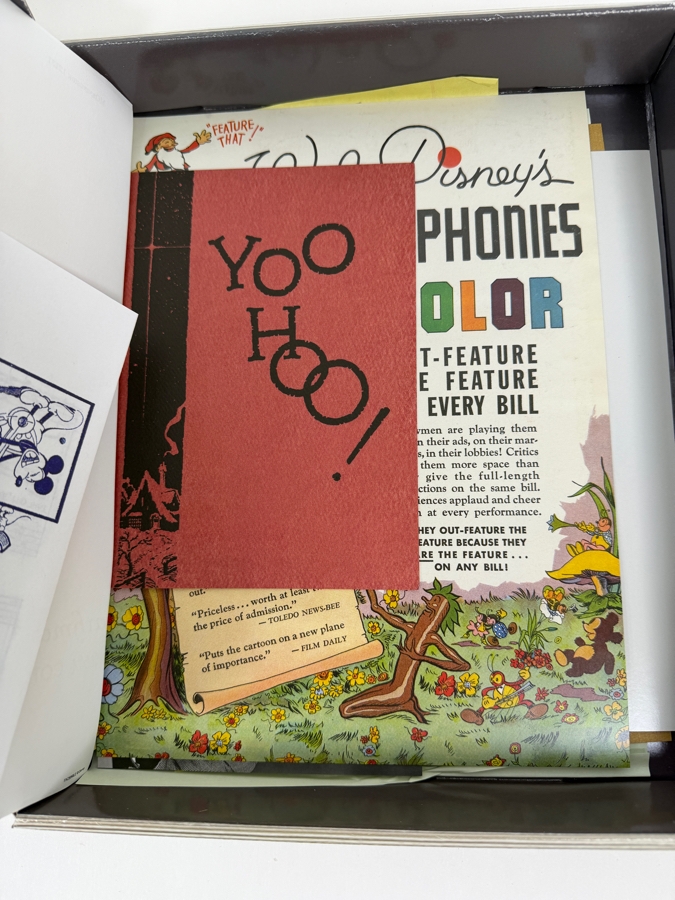 "FEATURE
THAT!"
Disney's
PHONIES
YOO
HOO!
OLOR
T-FEATURE
E FEATURE
EVERY BILL
men are playing them
n their ads, on their mar-
s, in their lobbies! Critics
them more space than
give the full-length
ctions on the same bill.
iences applaud and cheer
at every performance.
HEY OUT-FEATURE THE
EATURE BECAUSE THEY
RE THE FEATURE...
ON ANY BILL!
out.
"Priceless... worth at least
the price of admission."
— TOLEDO NEWS-BEE
"Puts the cartoon on a new plane
of importance." — FILM DAILY